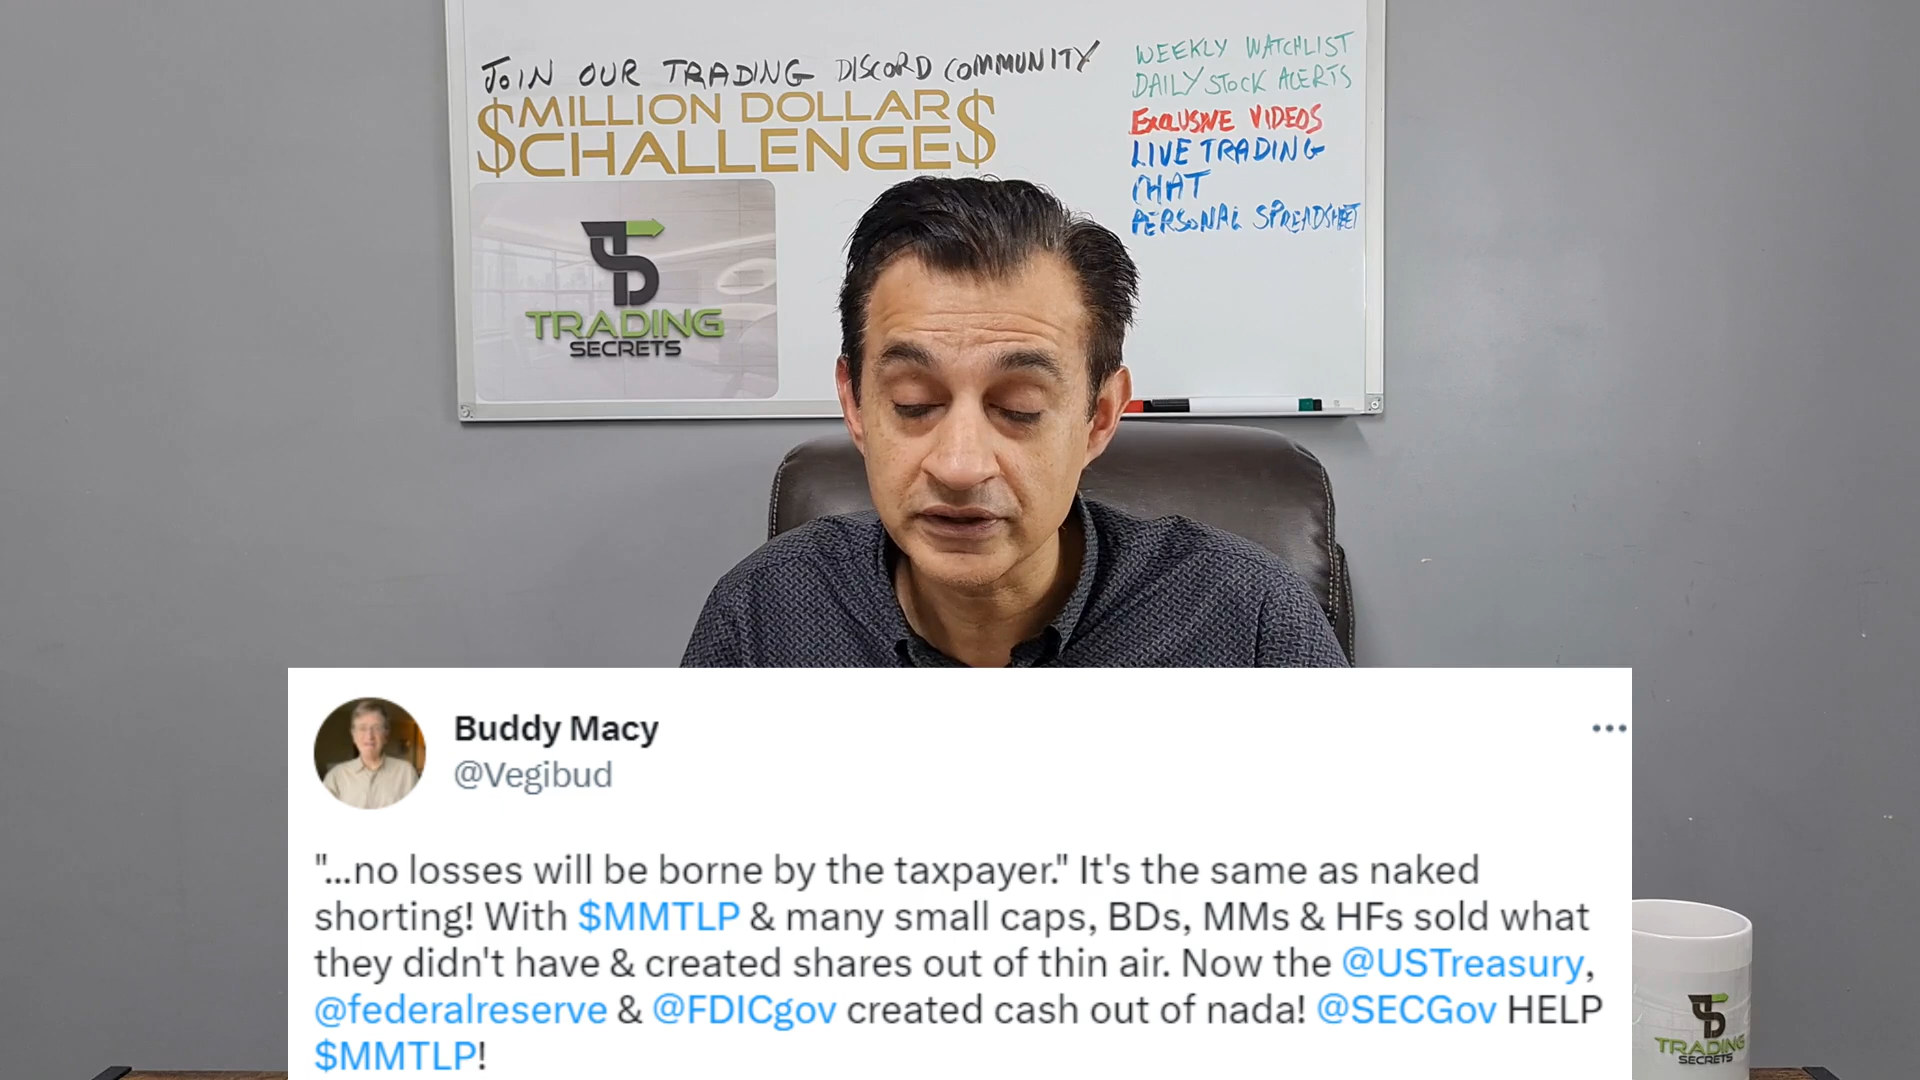 JOIN OUR TRADING DISCORD COMMUNITY
$MILLION DOLLAR
CHALLENGE$
WEEKLY WATCHLIST
DAILY STOCK ALERTS
EXCLUSIVE VIDEOS
LIVE TRADING
CHAT
PERSONAL SPREADSHEET
TRADING
SECRETS
Buddy Macy
@Vegibud
"...no losses will be borne by the taxpayer." It's the same as naked
shorting! With $MMTLP & many small caps, BDs, MMs & HFs sold what
they didn't have & created shares out of thin air. Now the @USTreasury,
@federalreserve & @FDICgov created cash out of nada! @SECGov HELP
$MMTLP!
TRADING
SECRETS